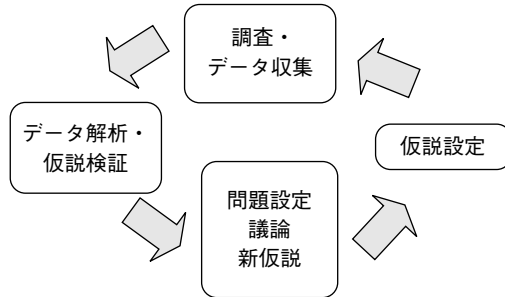 調査・
データ収集
データ解析・
仮説検証
仮説設定
問題設定
議論
新仮説